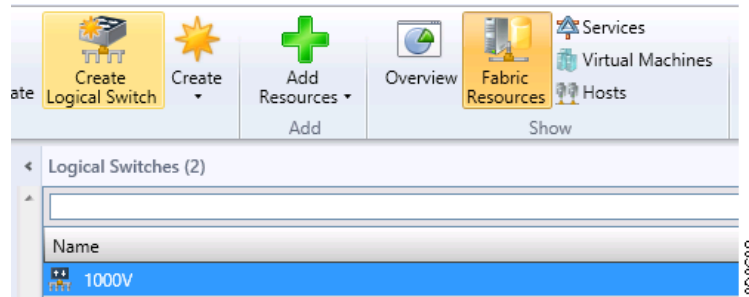 ate
Create
Logical Switch
Create
Add
Resources
Add
Overview
Fabric
Resources
Services
Virtual Machines
Hosts
Show
Logical Switches (2)
Name
1000V